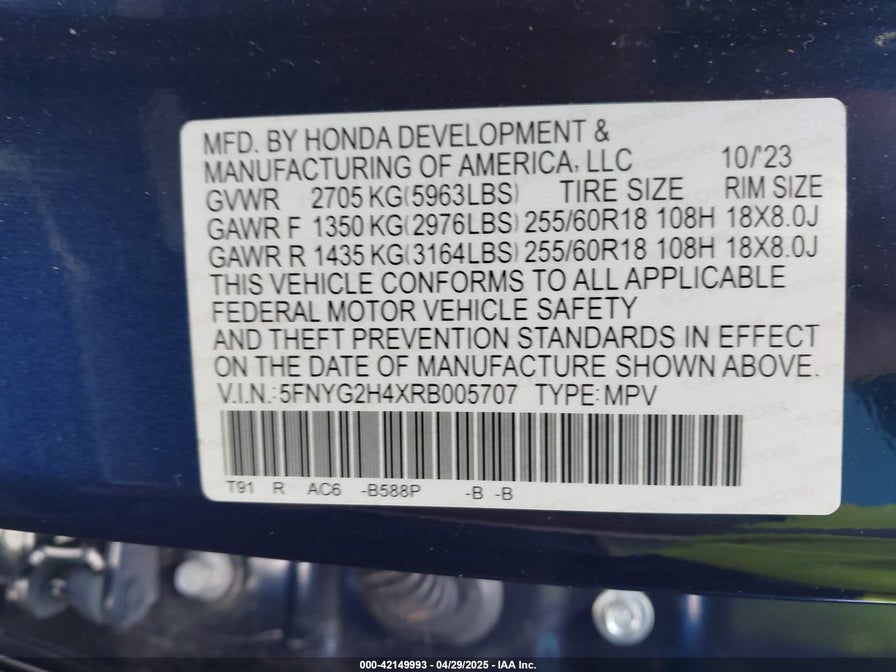 MFD. BY HONDA DEVELOPMENT &
MANUFACTURING OF AMERICA, LLC 10/'23
GVWR 2705 KG(5963LBS) TIRE SIZE RIM SIZE
GAWR F 1350 KG(2976LBS) 255/60R18 108H 18X8.0J
GAWR R 1435 KG(3164LBS) 255/60R18 108H 18X8.0J
THIS VEHICLE CONFORMS TO ALL APPLICABLE
FEDERAL MOTOR VEHICLE SAFETY
AND THEFT PREVENTION STANDARDS IN EFFECT
ON THE DATE OF MANUFACTURE SHOWN ABOVE.
V.I.N.:5FNYG2H4XRB005707 TYPE:MPV
T91 R AC6 -B588P -B -B
000-42149993 - 04/29/2025 - IAA Inc.